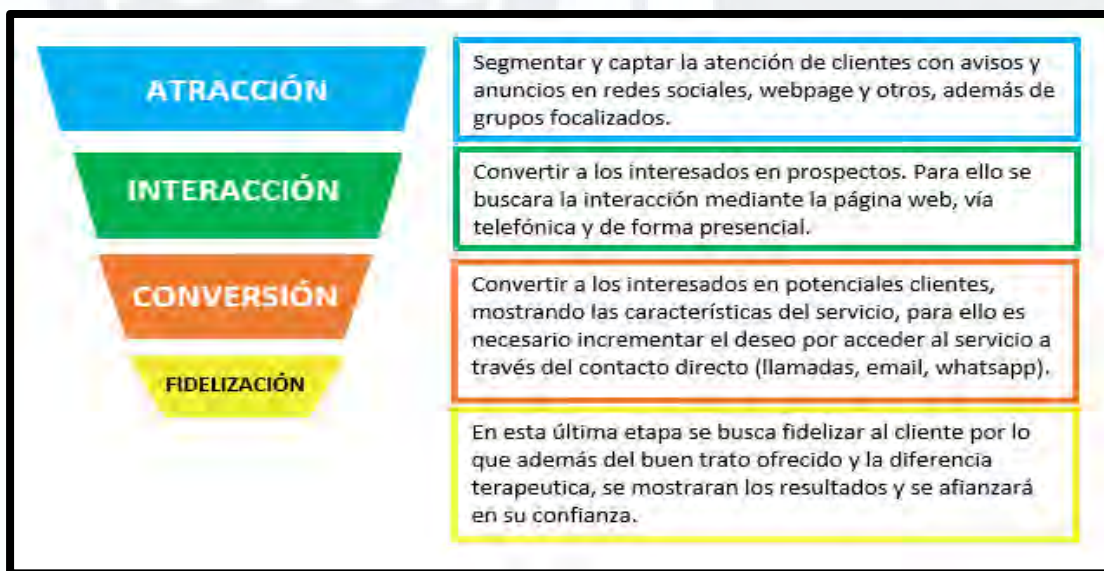 ATRACCIÓN
Segmentar y captar la atención de clientes con avisos y
anuncios en redes sociales, webpage y otros, además de
grupos focalizados.
INTERACCIÓN
Convertir a los interesados en prospectos. Para ello se
buscara la interacción mediante la página web, vía
telefónica y de forma presencial.
CONVERSIÓN
Convertir a los interesados en potenciales clientes,
mostrando las características del servicio, para ello es
necesario incrementar el deseo por acceder al servicio a
través del contacto directo (llamadas, email, whatsapp).
FIDELIZACIÓN
En esta última etapa se busca fidelizar al cliente por lo
que además del buen trato ofrecido y la diferencia
terapeutica, se mostraran los resultados y se afianzará
en su confianza.